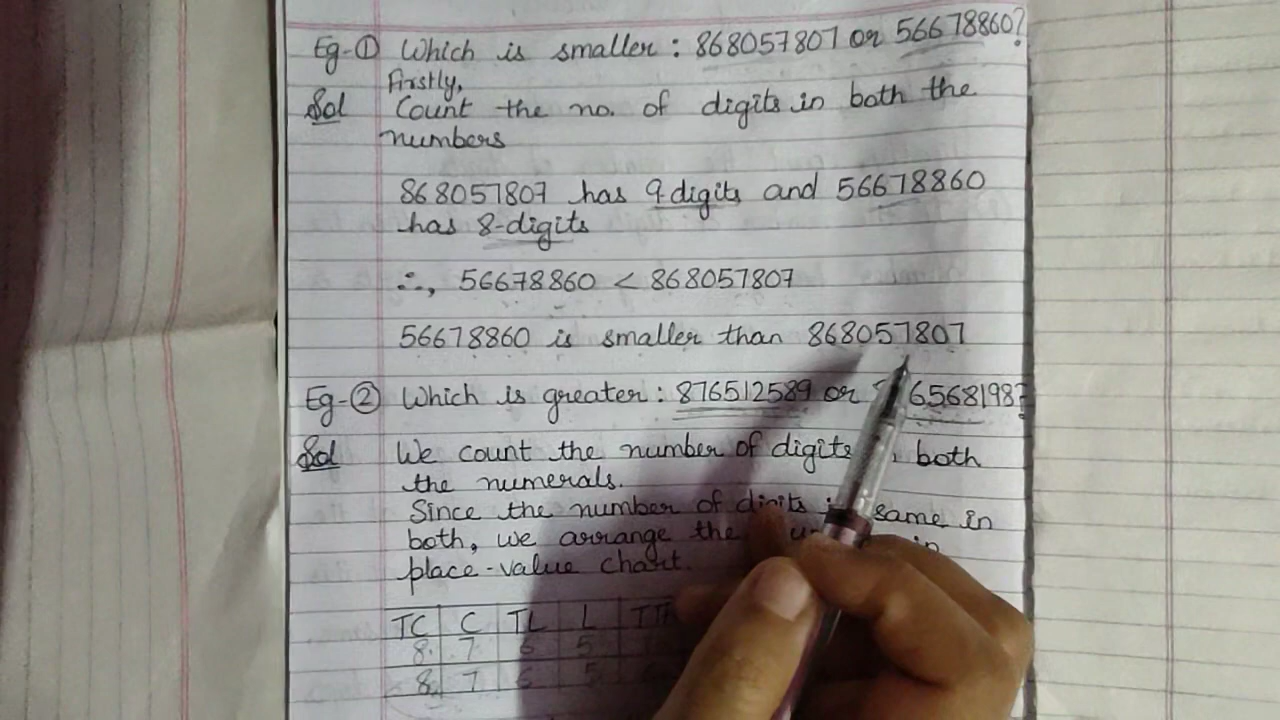 Eg-① Which is smaller : 868057807 or 56678860?
Firstly,
Sol Count the no. of digits in both the
numbers
868057807 has 9 digits and 56678860
has 8-digits
∴, 56678860 < 868057807
56678860 is smaller than 868057807
Eg-② Which is greater : 876512589 or 6568198?
Sol We count the number of digits both
the numerals.
Since the number of digits is same in
both, we arrange the in
place-value chart.
TC C TL L
8 7 6 5
8 7 6 5